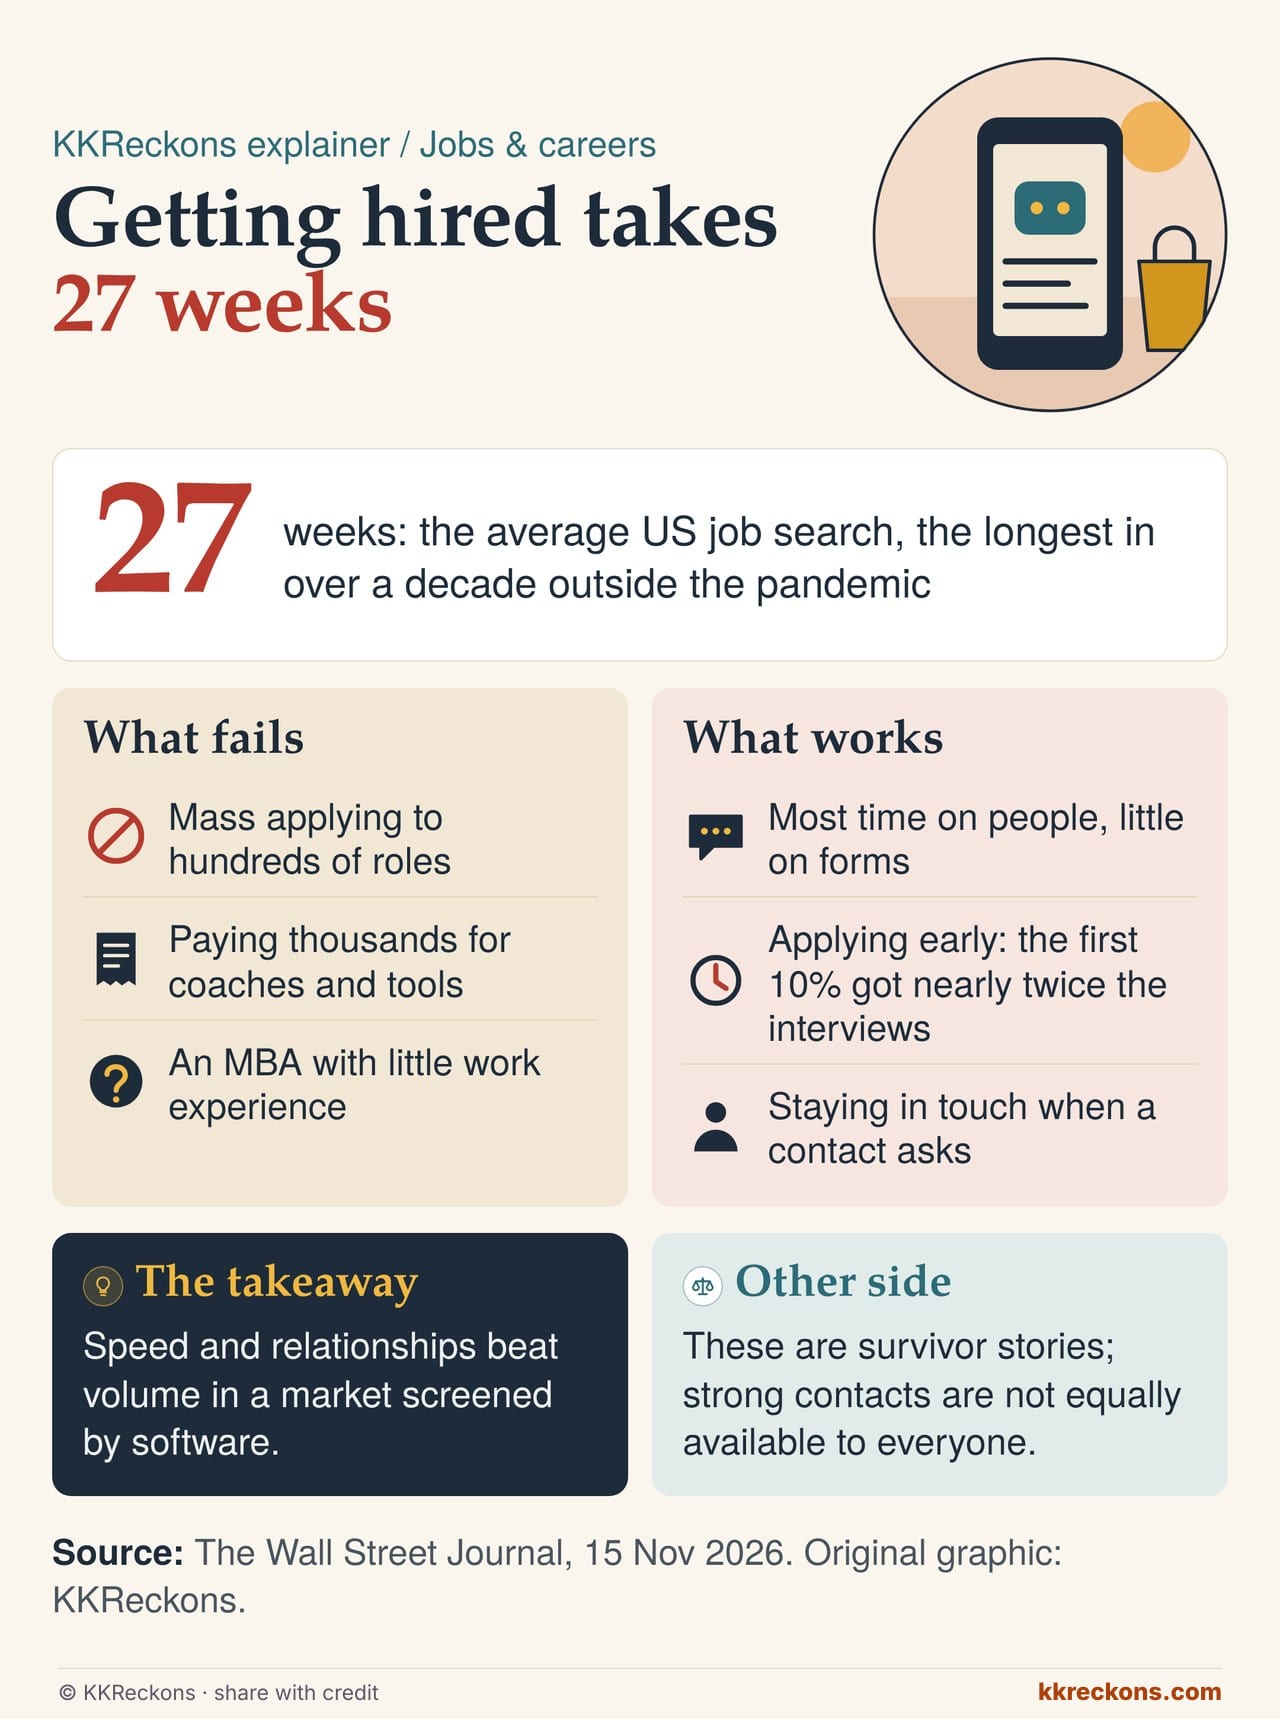 KKReckons explainer / Jobs & careers
Getting hired takes
27 weeks
27
weeks: the average US job search, the longest in
over a decade outside the pandemic
What fails
Mass applying to
hundreds of roles
Paying thousands for
coaches and tools
?
An MBA with little work
experience
What works
Most time on people, little
on forms
Applying early: the first
10% got nearly twice the
interviews
Staying in touch when a
contact asks
The takeaway
Speed and relationships beat
volume in a market screened
by software.
Other side
These are survivor stories;
strong contacts are not equally
available to everyone.
Source: The Wall Street Journal, 15 Nov 2026. Original graphic:
KKReckons.
© KKReckons · share with credit
kkreckons.com